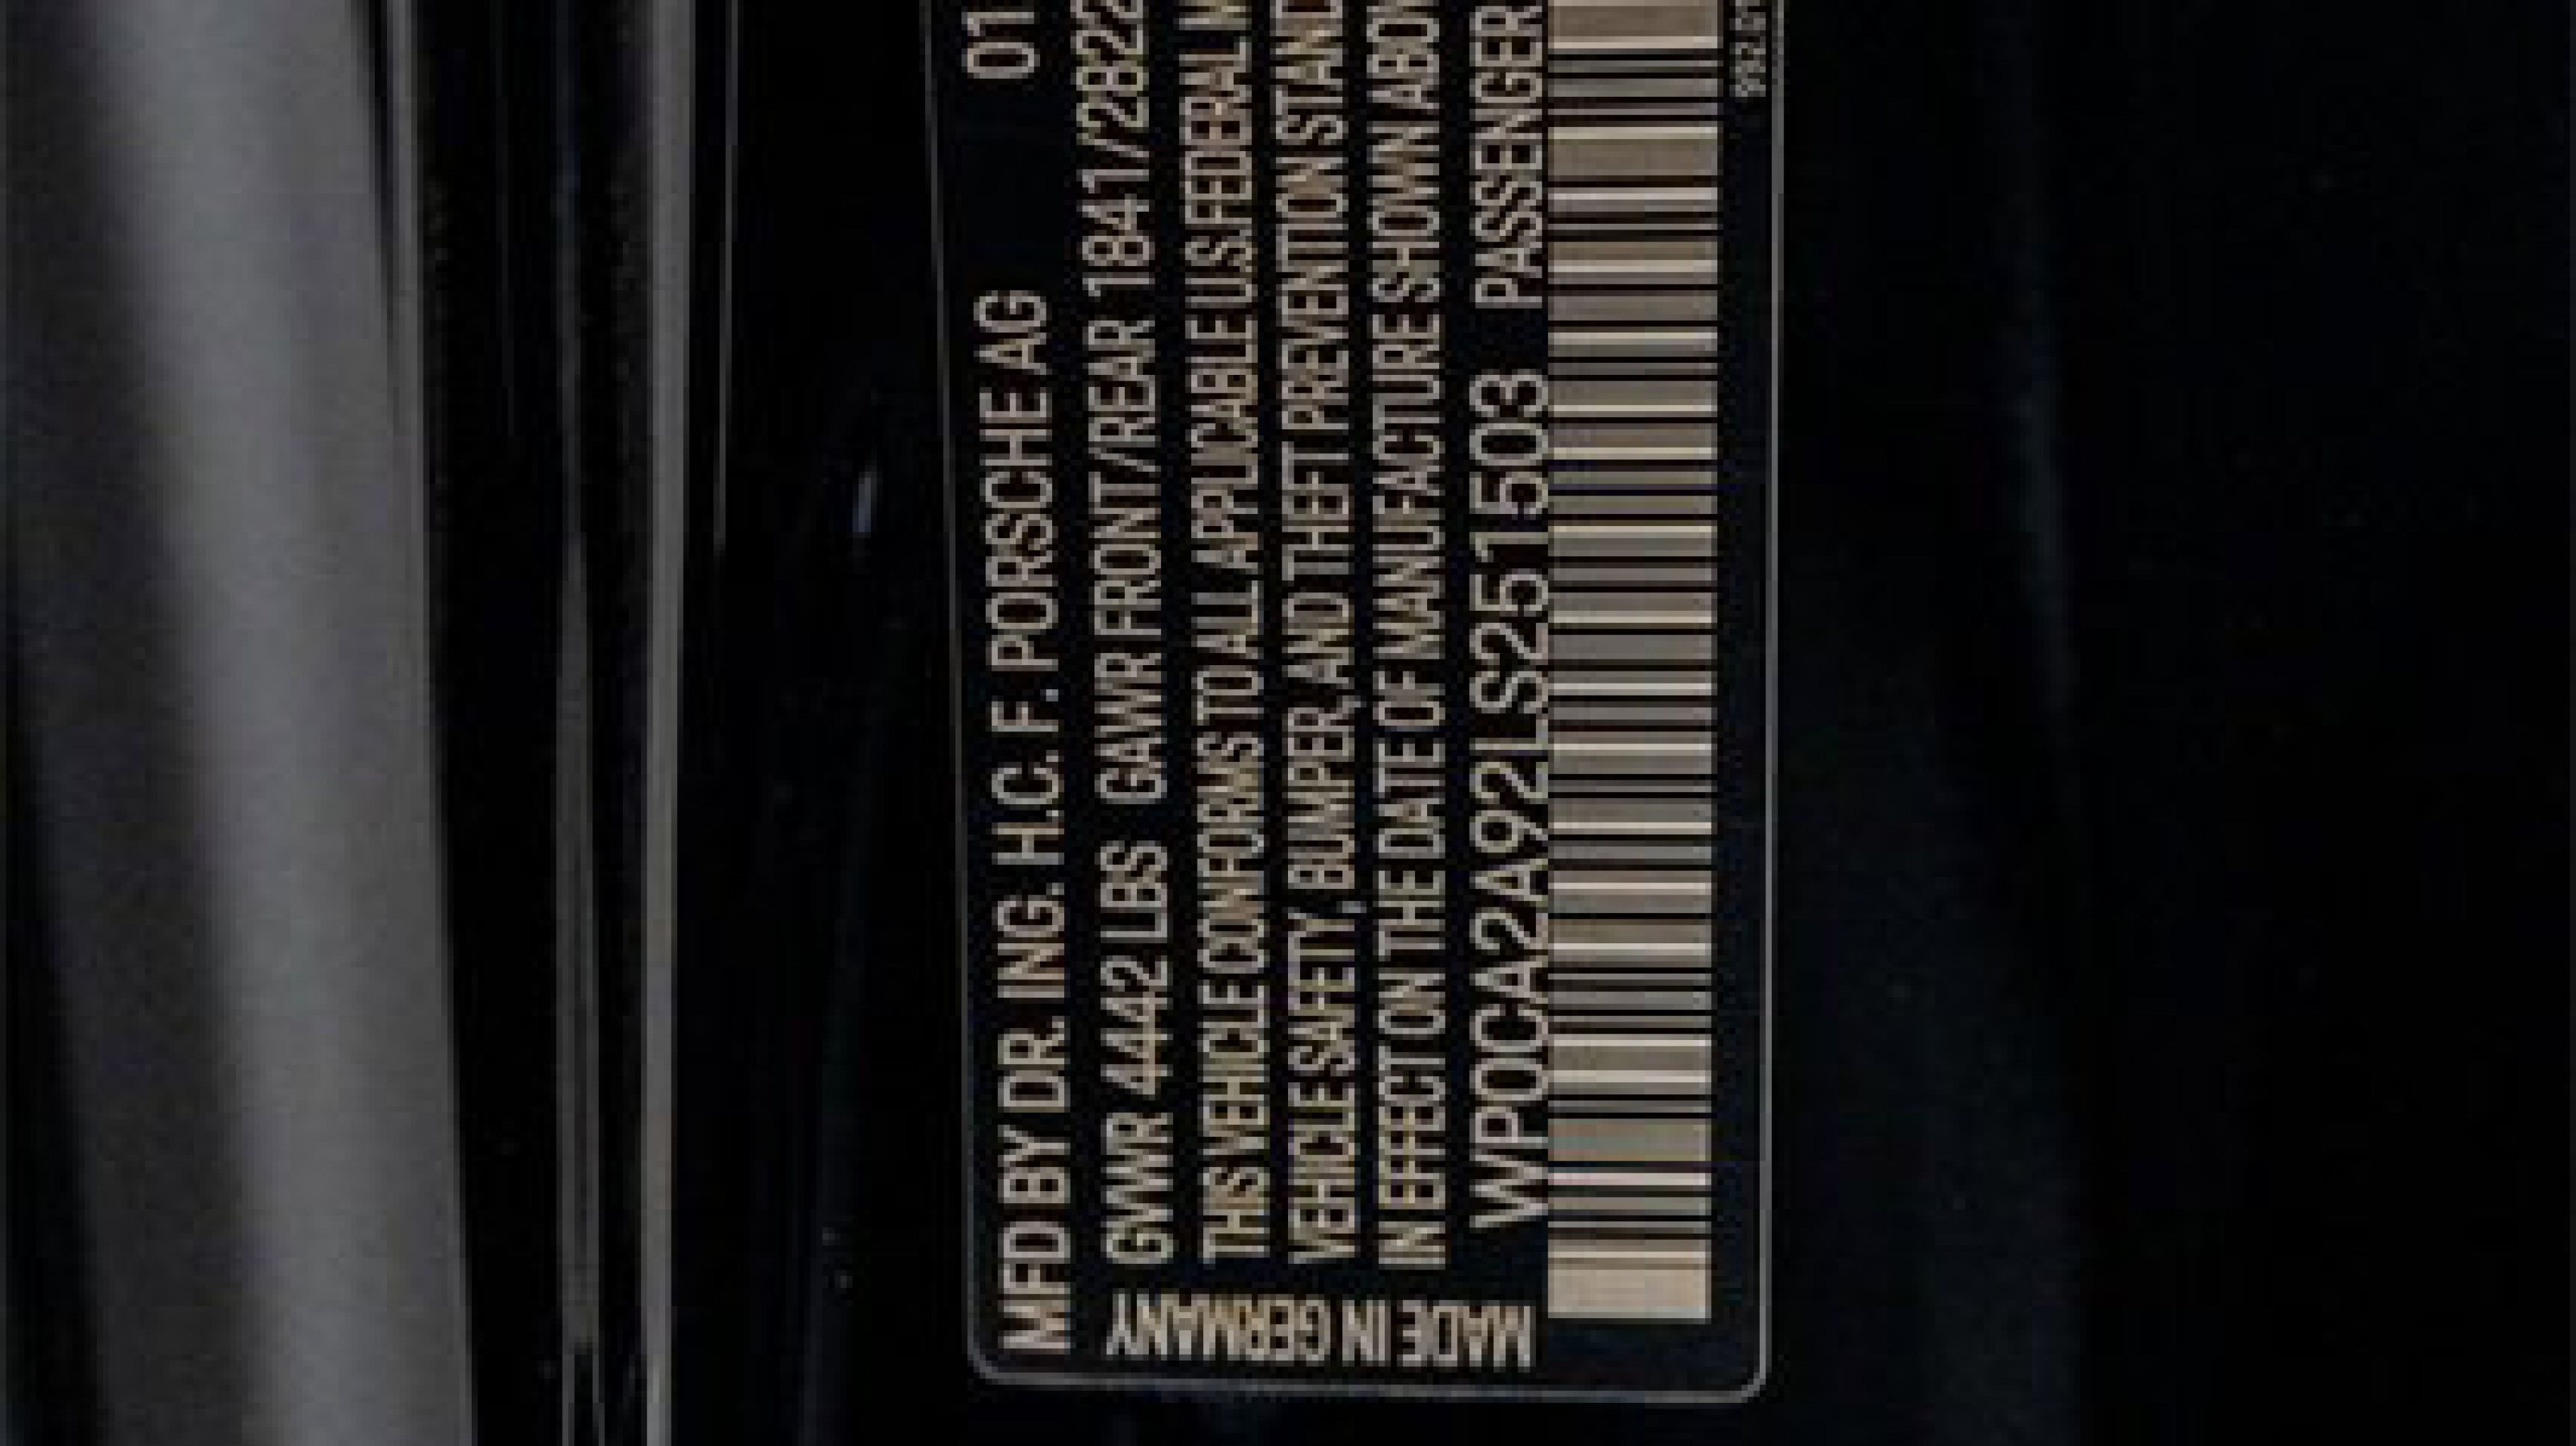 MFD BY DR. ING. H.C. F. PORSCHE AG 01
GVWR 4442 LBS GAWR FRONT/REAR 1841/2822
THIS VEHICLE CONFORMS TO ALL APPLICABLE U.S. FEDERAL M
VEHICLE SAFETY, BUMPER, AND THEFT PREVENTION STAND
IN EFFECT ON THE DATE OF MANUFACTURE SHOWN ABOV
WP0CA2A92LS251503 PASSENGER
MADE IN GERMANY